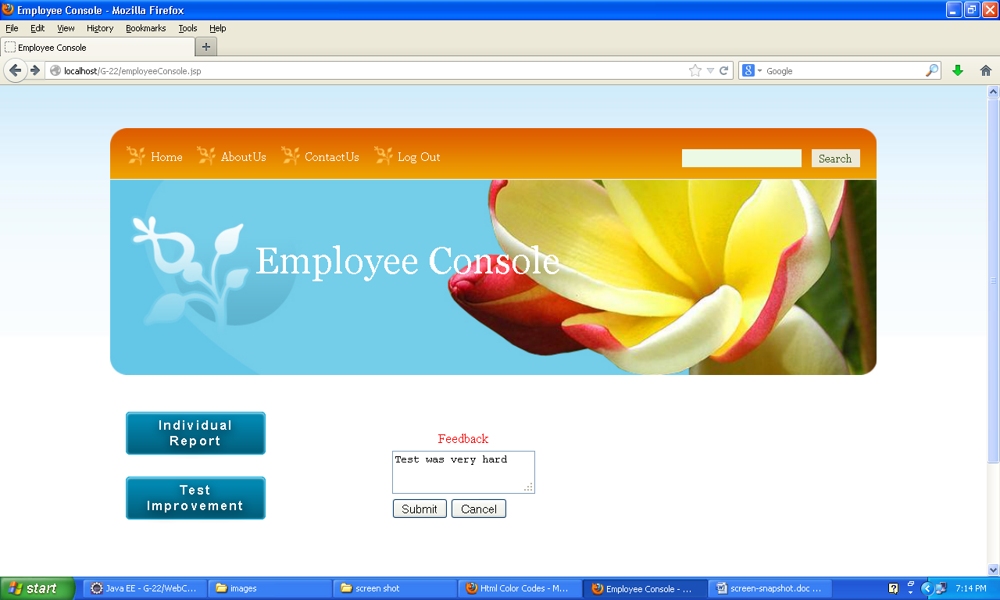 Employee Console - Mozilla Firefox
File Edit View History Bookmarks Tools Help
Employee Console
localhost/G-22/employeeConsole.jsp
8 Google
Home AboutUs ContactUs Log Out
Search
Employee Console
Individual
Report
Feedback
Test was very hard
Test
Improvement
Submit Cancel
start Java EE - G-22/WebC... images screen shot Html Color Codes - M... Employee Console - ... screen-snapshot.doc ... 7:14 PM